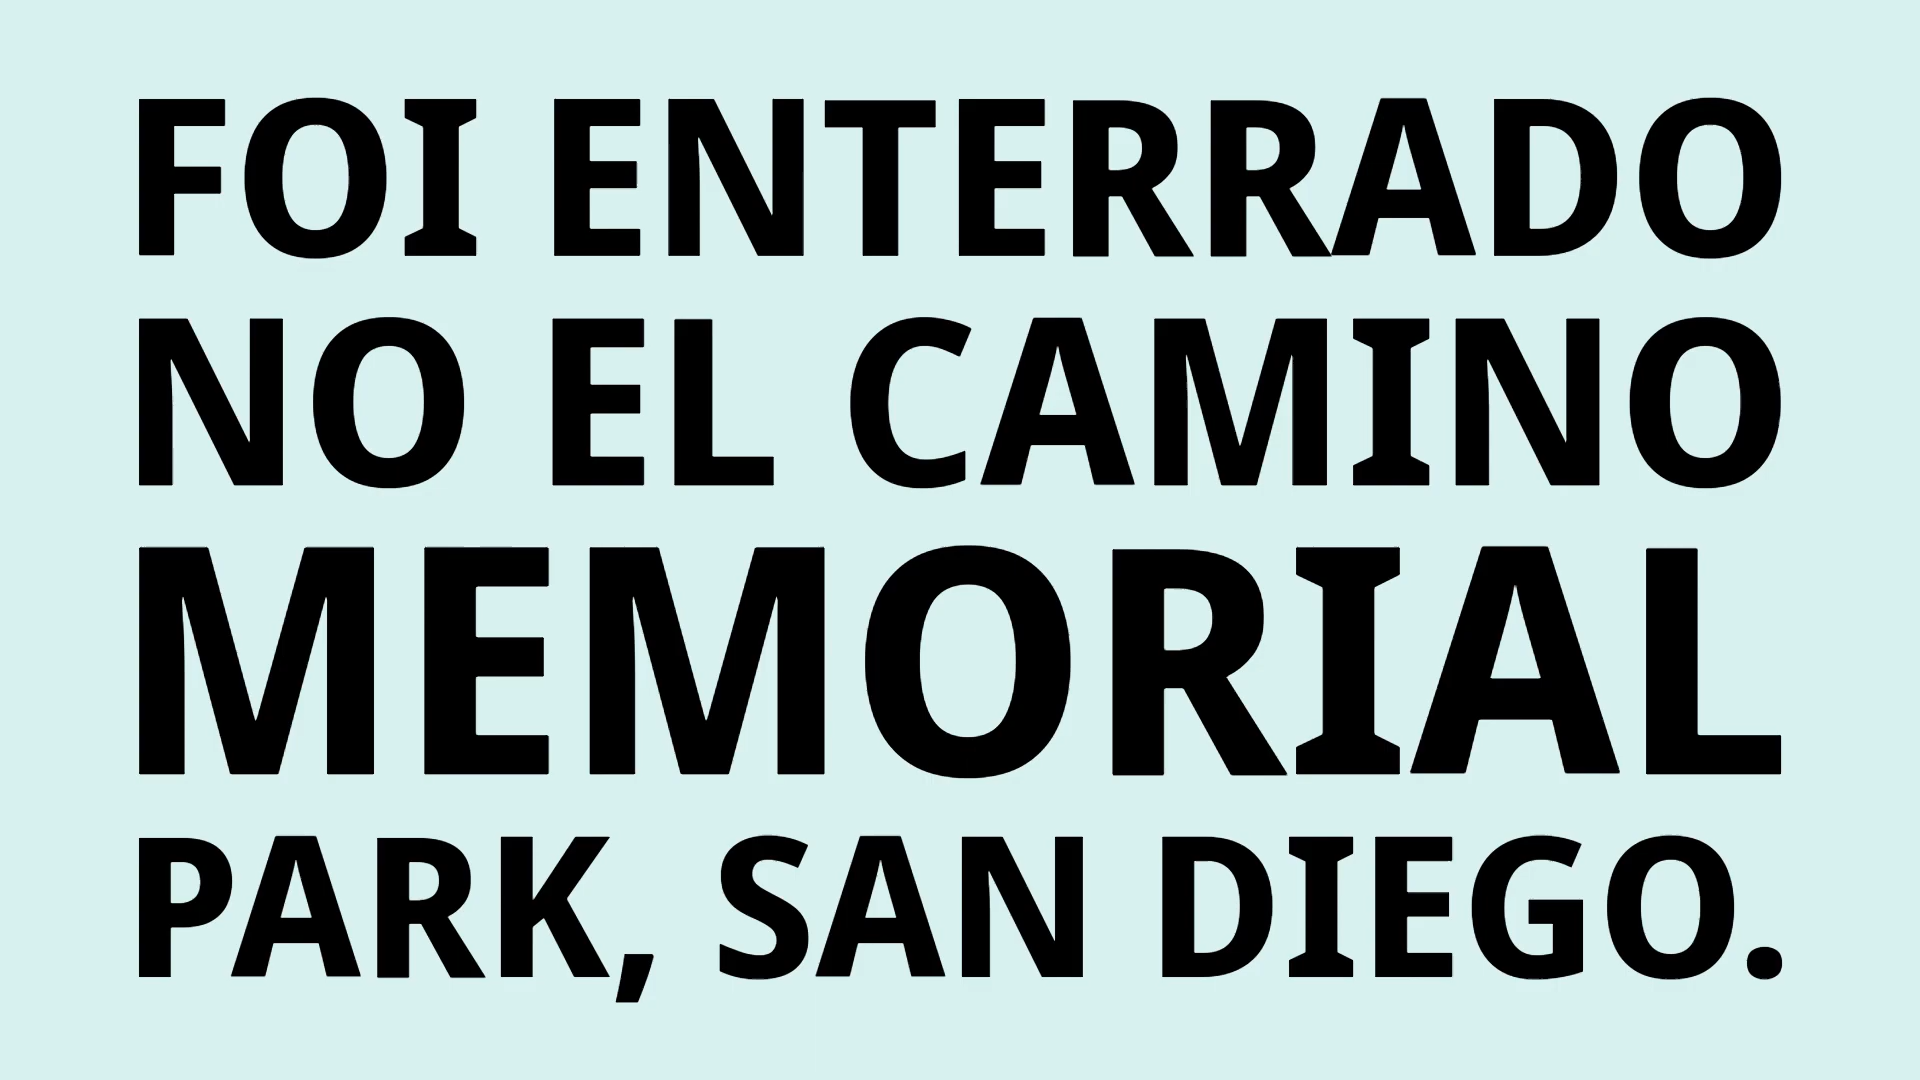 FOI ENTERRADO
NO EL CAMINO
MEMORIAL
PARK, SAN DIEGO.